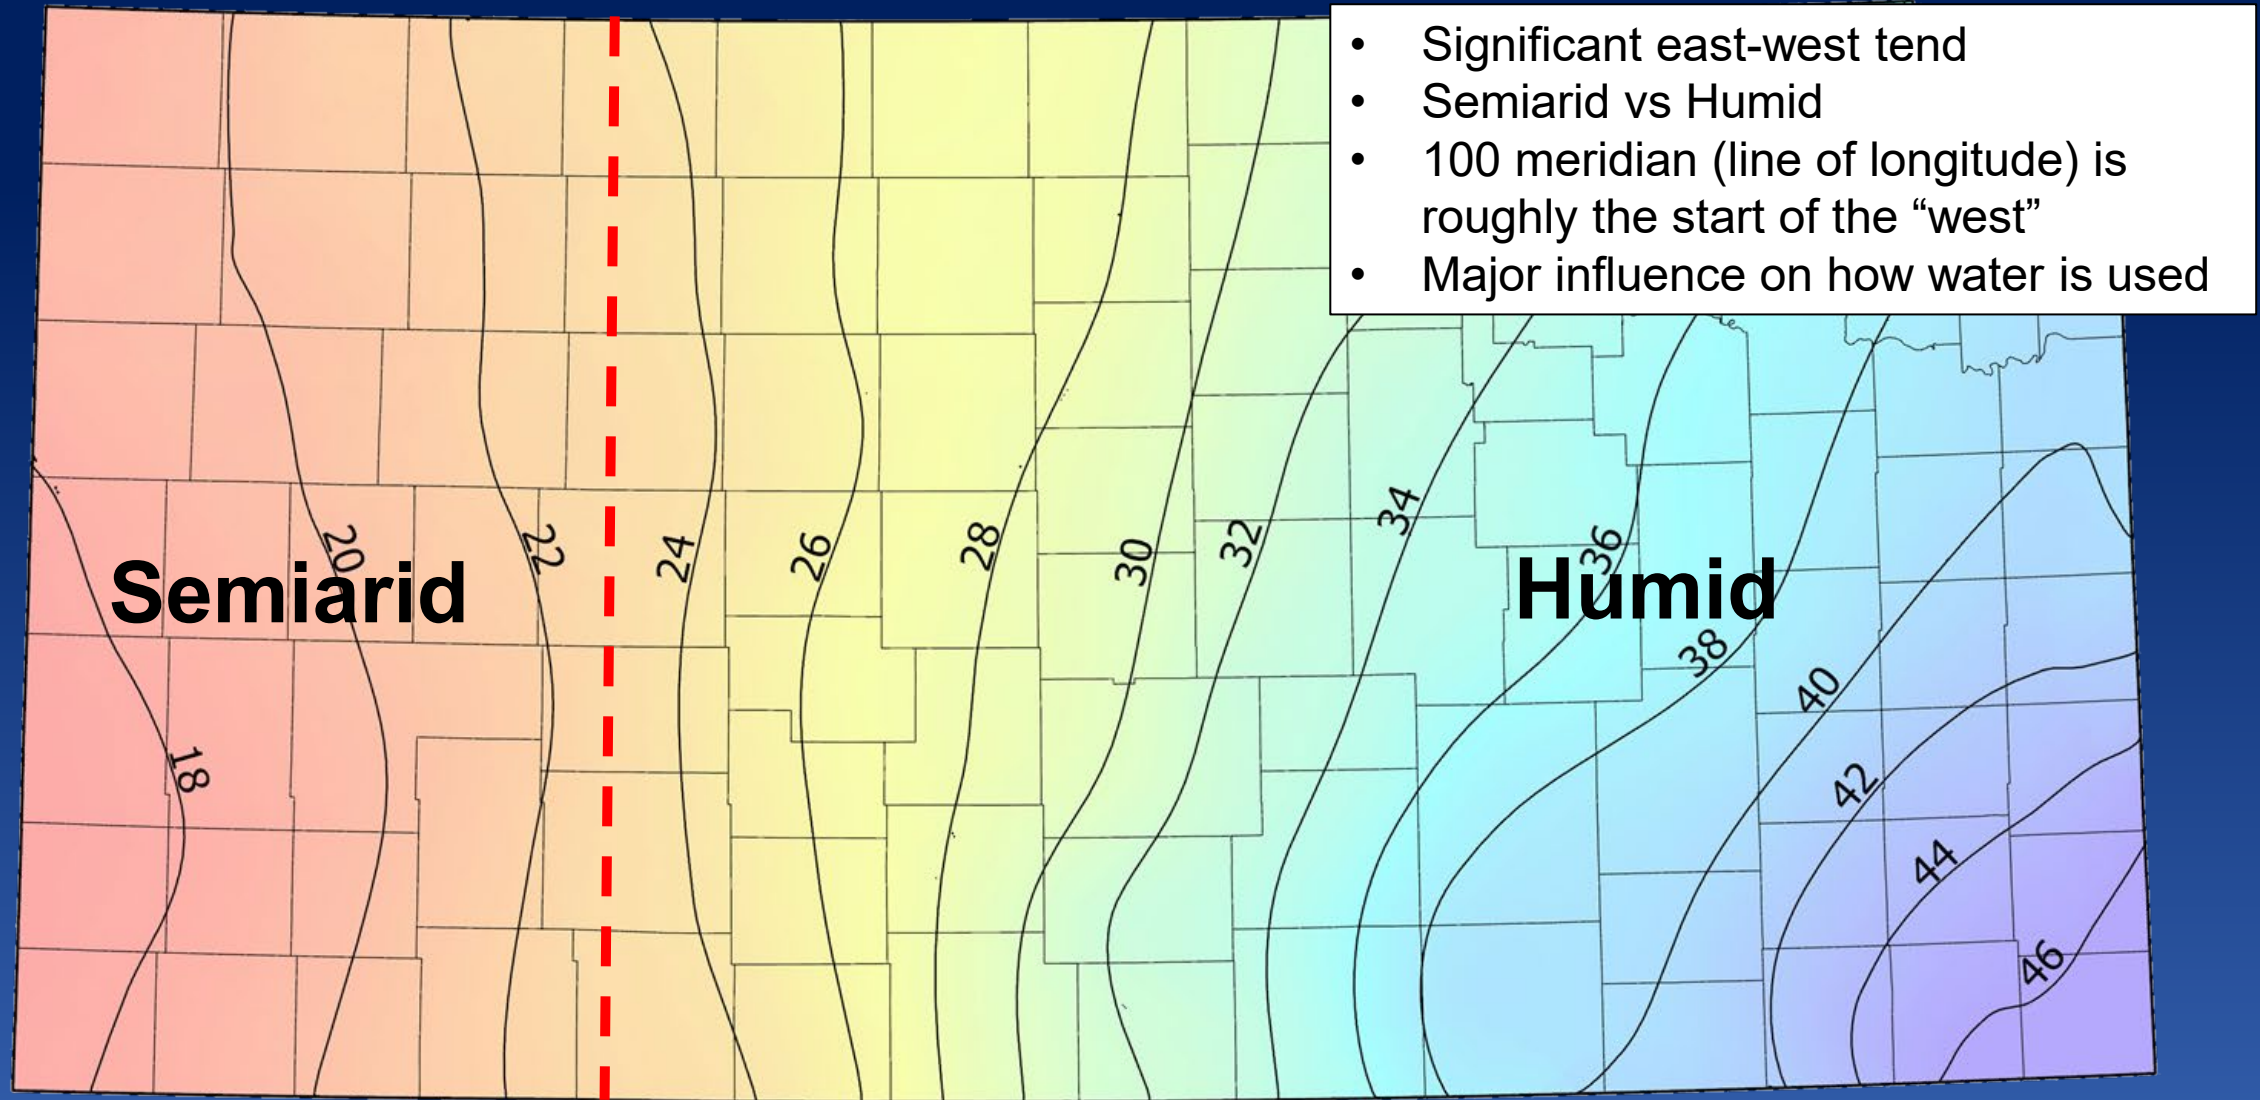 • Significant east-west tend
• Semiarid vs Humid
• 100 meridian (line of longitude) is
roughly the start of the “west”
• Major influence on how water is used
Semiarid
Humid
18
20
22
24
26
28
30
32
34
36
38
40
42
44
46